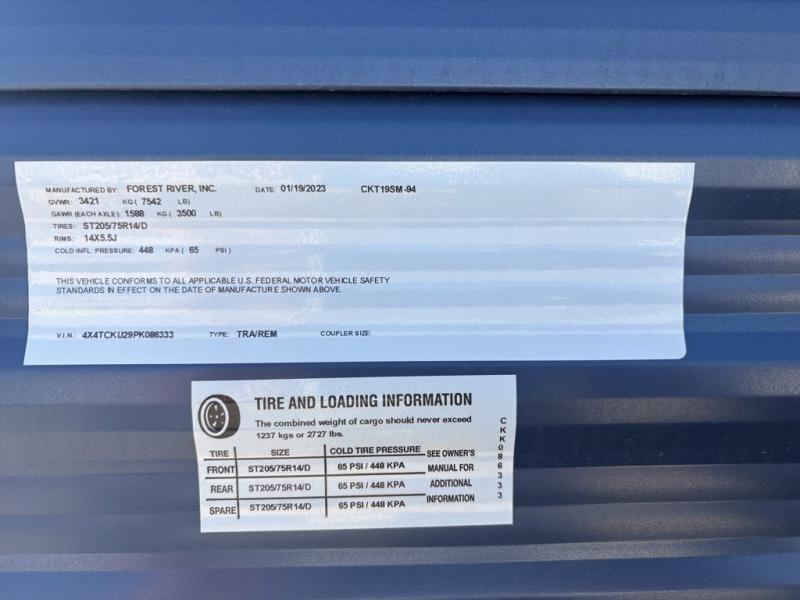 MANUFACTURED BY: FOREST RIVER, INC. DATE: 01/19/2023 CKT19SM-94
GVWR: 3421 KG ( 7542 LB)
GAWR (EACH AXLE): 1588 KG ( 3500 LB)
TIRES: ST205/75R14/D
RIMS: 14X5.5J
COLD INFL. PRESSURE: 448 KPA ( 65 PSI )
THIS VEHICLE CONFORMS TO ALL APPLICABLE U.S. FEDERAL MOTOR VEHICLE SAFETY
STANDARDS IN EFFECT ON THE DATE OF MANUFACTURE SHOWN ABOVE.
V.I.N.: 4X4TCKU29PK086333 TYPE: TRA/REM COUPLER SIZE:
TIRE AND LOADING INFORMATION
The combined weight of cargo should never exceed
1237 kgs or 2727 lbs.
TIRE SIZE COLD TIRE PRESSURE SEE OWNER'S
FRONT ST205/75R14/D 65 PSI / 448 KPA MANUAL FOR
REAR ST205/75R14/D 65 PSI / 448 KPA ADDITIONAL
SPARE ST205/75R14/D 65 PSI / 448 KPA INFORMATION
CKK086333